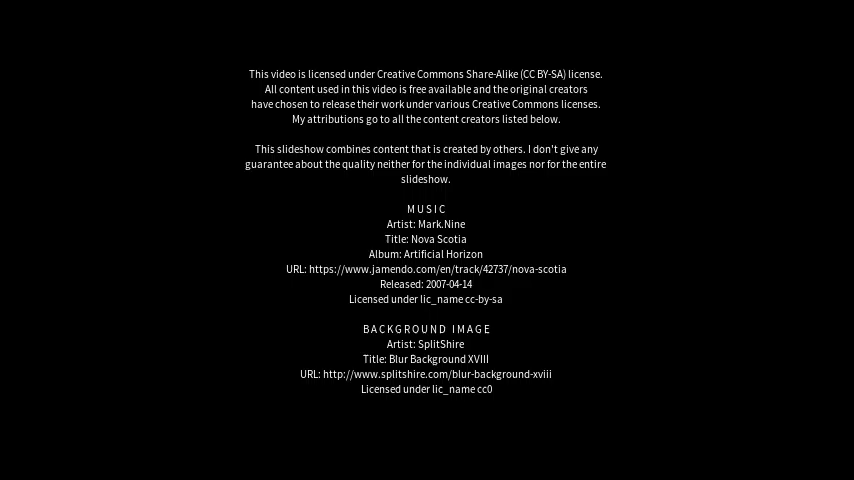 This video is licensed under Creative Commons Share-Alike (CC BY-SA) license.
All content used in this video is free available and the original creators
have chosen to release their work under various Creative Commons licenses.
My attributions go to all the content creators listed below.
This slideshow combines content that is created by others. I don't give any
guarantee about the quality neither for the individual images nor for the entire
slideshow.
MUSIC
Artist: Mark.Nine
Title: Nova Scotia
Album: Artificial Horizon
URL: https://www.jamendo.com/en/track/42737/nova-scotia
Released: 2007-04-14
Licensed under lic_name cc-by-sa
BACKGROUND IMAGE
Artist: SplitShire
Title: Blur Background XVIII
URL: http://www.splitshire.com/blur-background-xviii
Licensed under lic_name cc0